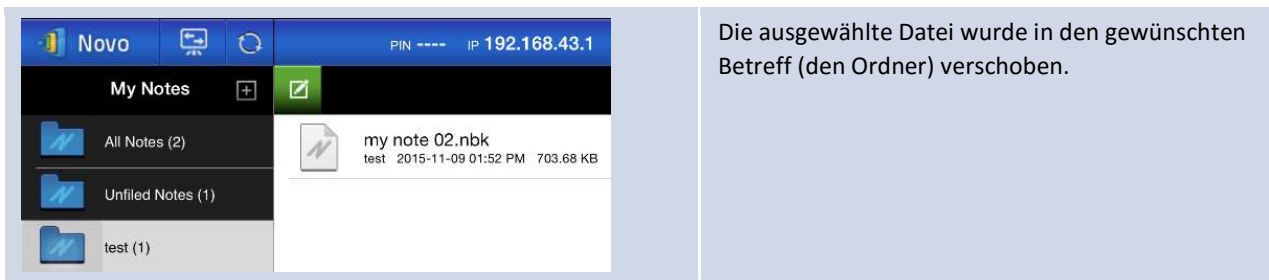 Novo
PIN ---- IP 192.168.43.1
My Notes
All Notes (2)
Unfiled Notes (1)
test (1)
my note 02.nbk
test 2015-11-09 01:52 PM 703.68 KB
Die ausgewählte Datei wurde in den gewünschten
Betreff (den Ordner) verschoben.